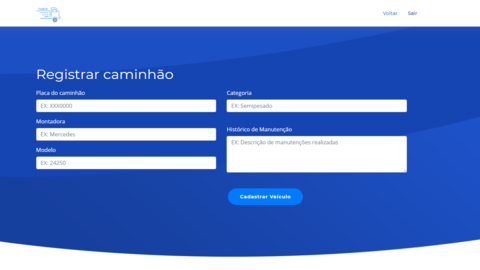 Voltar
Sair
Registrar caminhão
Placa do caminhão
EX: XXX0000
Montadora
EX: Mercedes
Modelo
EX: 24250
Categoria
EX: Semipesado
Histórico de Manutenção
EX: Descrição de manutenções realizadas
Cadastrar Veículo